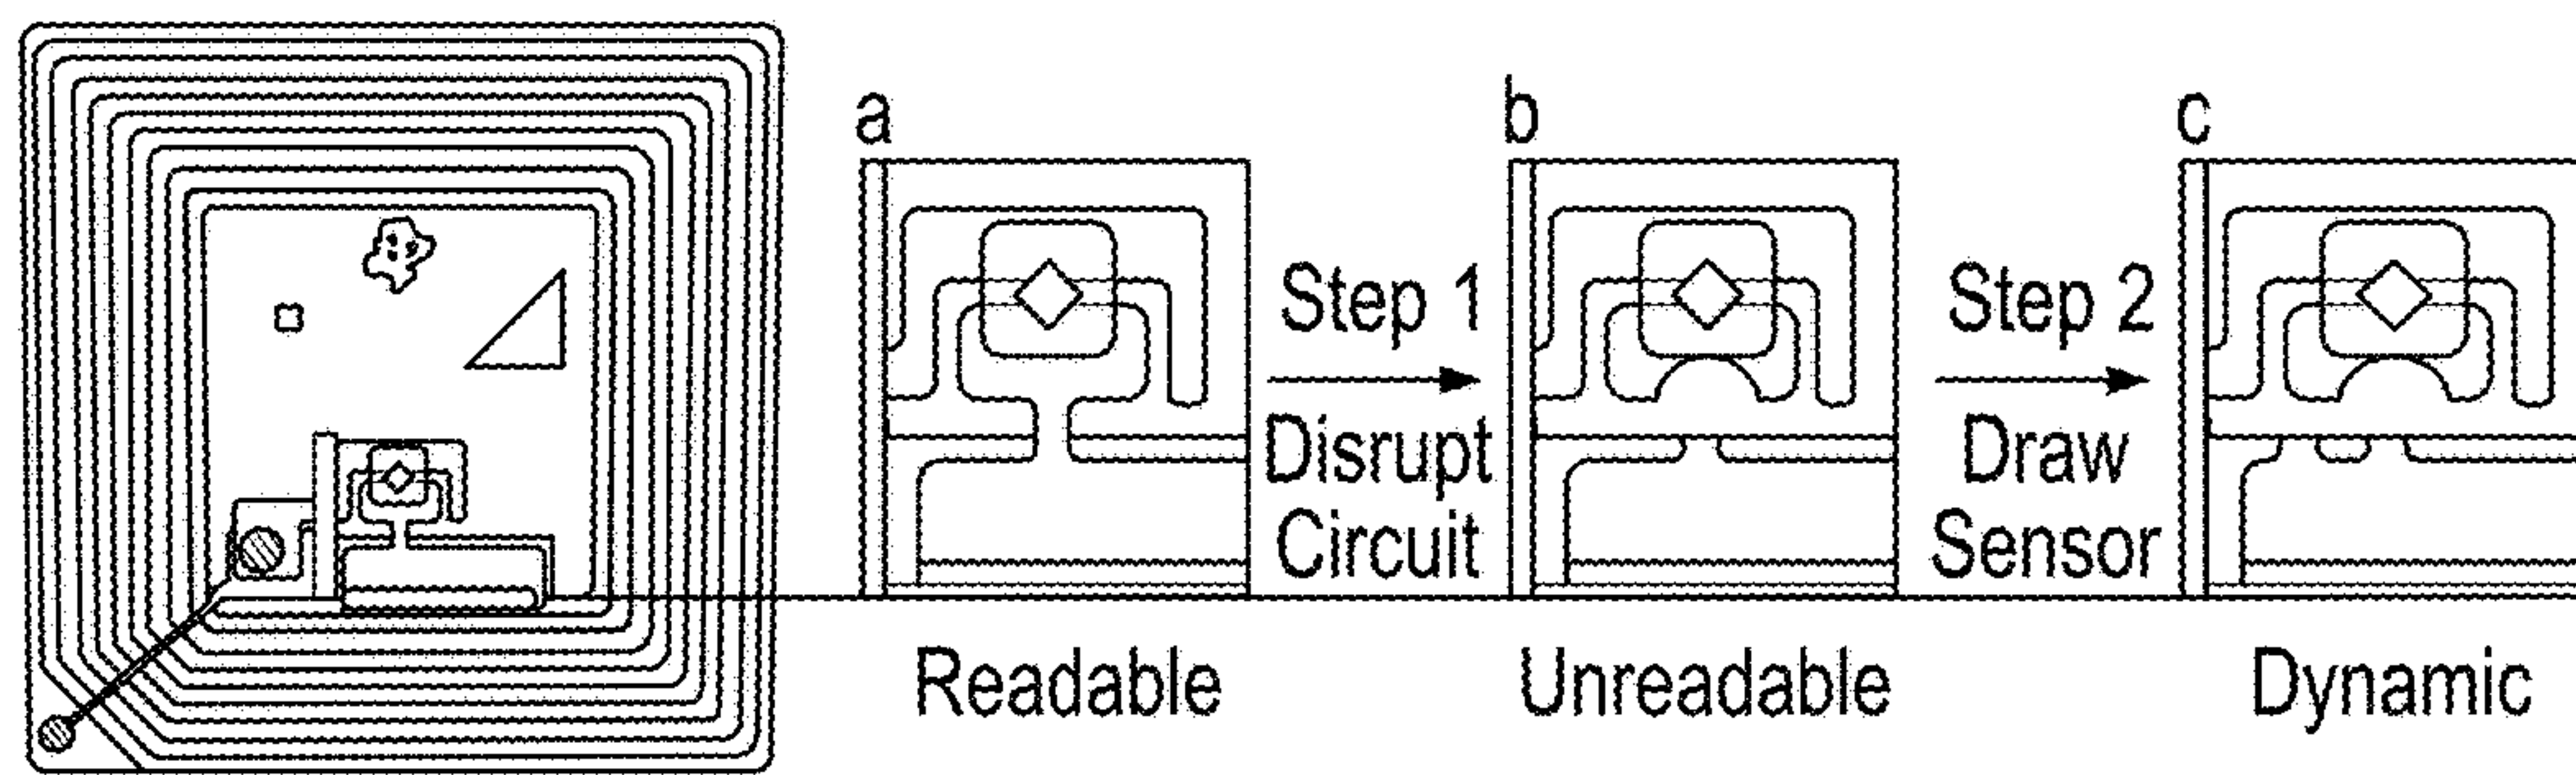 a
b
c
Step 1
Disrupt
Circuit
Step 2
Draw
Sensor
Readable
Unreadable
Dynamic